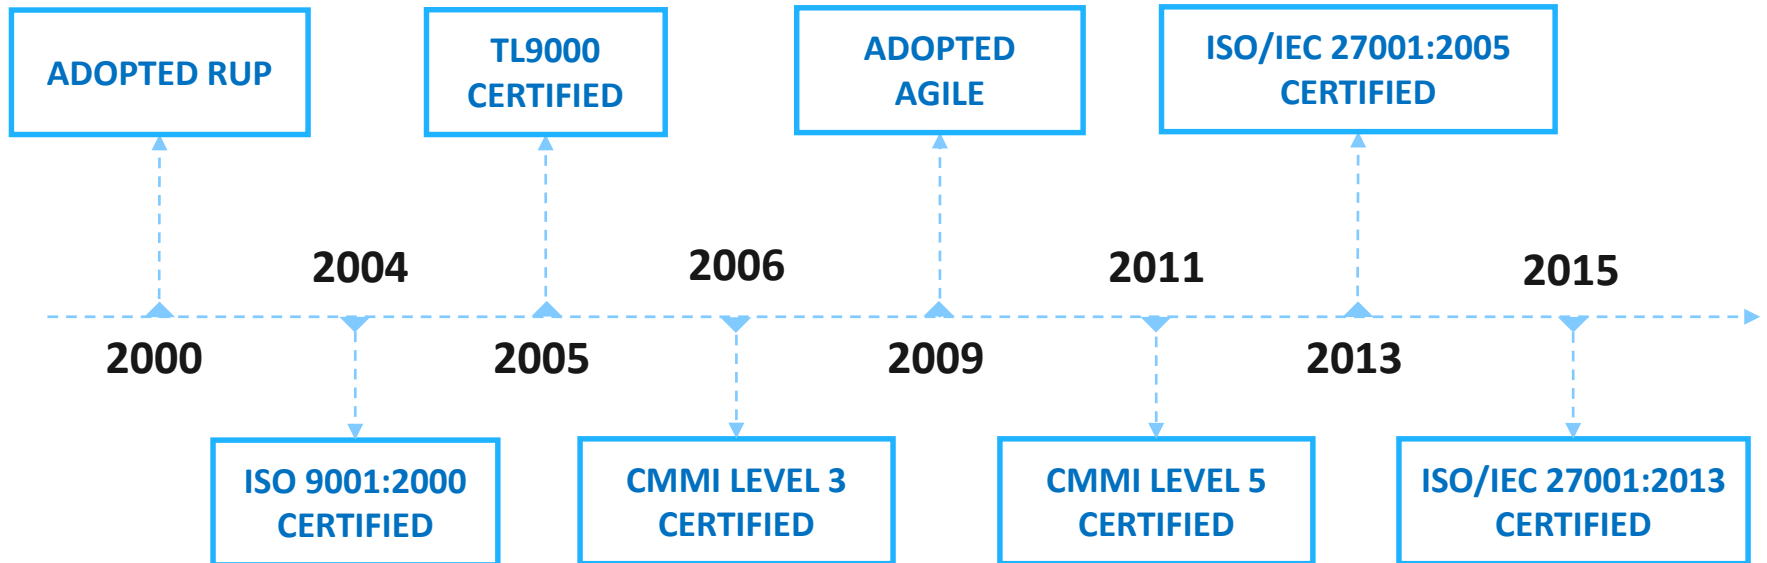 ADOPTED RUP
TL9000
CERTIFIED
ADOPTED
AGILE
ISO/IEC 27001:2005
CERTIFIED
2004
2006
2011
2015
2000
2005
2009
2013
ISO 9001:2000
CERTIFIED
CMMI LEVEL 3
CERTIFIED
CMMI LEVEL 5
CERTIFIED
ISO/IEC 27001:2013
CERTIFIED